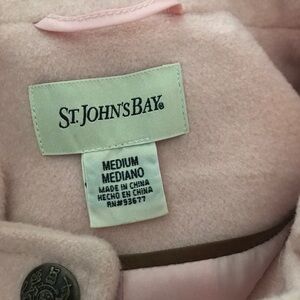 ST. JOHN'S BAY®
MEDIUM
MEDIANO
MADE IN CHINA
HECHO EN CHINA
RN#93677